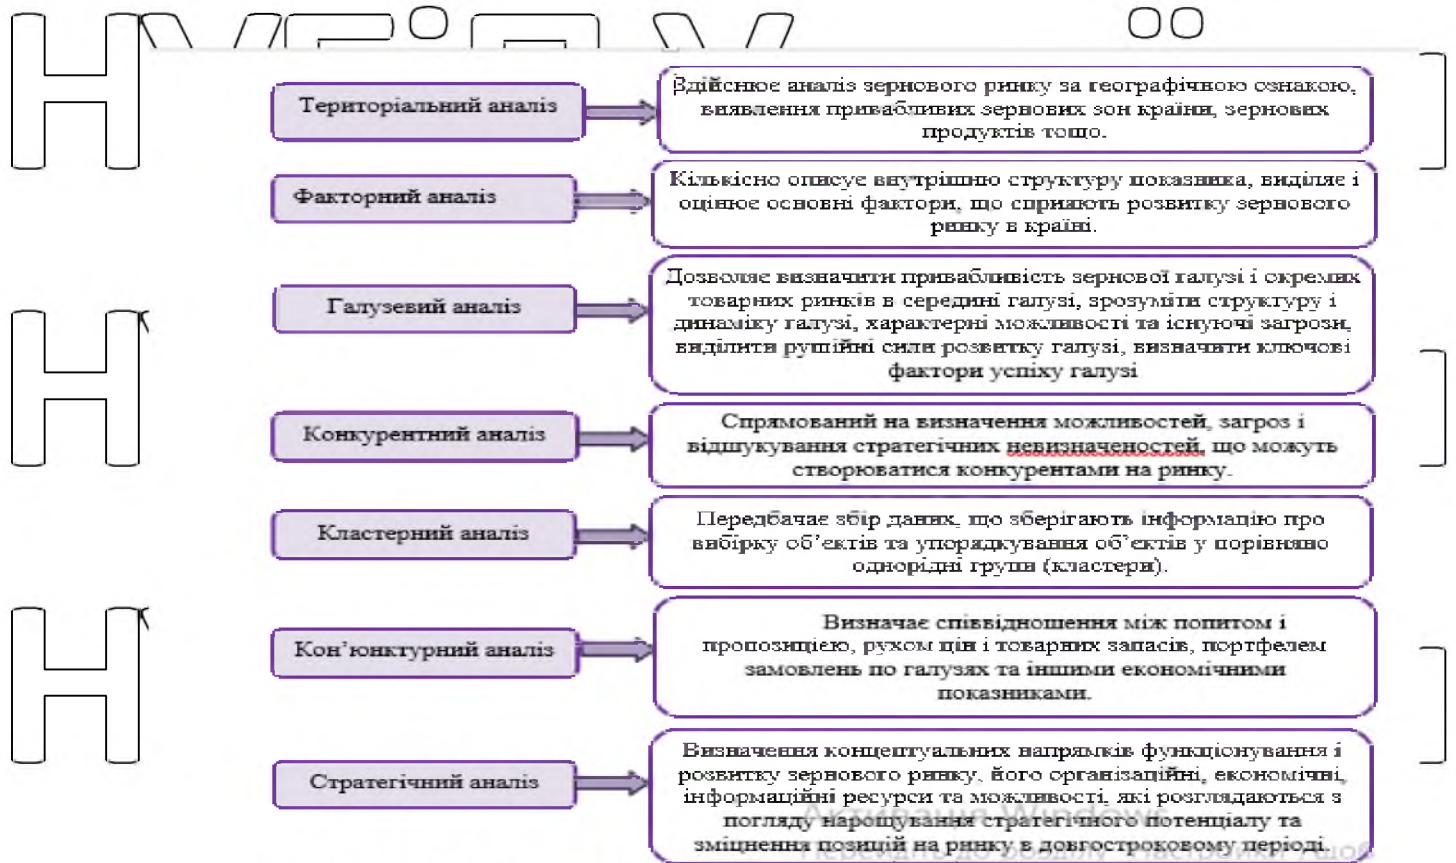 Територіальний аналіз
Здійснює аналіз зернового ринку за географічною ознакою,
виявлення привабливих зернових зон країни, зернових
продуктів тощо.
Факторний аналіз
Кількісно описує внутрішню структуру показника, виділяє і
оцінює основні фактори, що сприяють розвитку зернового
ринку в країні.
Галузевий аналіз
Дозволяє визначити привабливість зернової галузі і окремих
товарних ринків в середині галузі, зрозуміти структуру і
динаміку галузі, характерні можливості та існуючі загрози,
виділити рушійні сили розвитку галузі, визначити ключові
фактори успіху галузі
Конкурентний аналіз
Спрямований на визначення можливостей, загроз і
відшукування стратегічних невизначеностей, що можуть
створюватися конкурентами на ринку.
Кластерний аналіз
Передбачає збір даних, що зберігають інформацію про
вибірку об’єктів та упорядкування об’єктів у порівняно
однорідні групи (кластери).
Кон’юнктурний аналіз
Визначає співвідношення між попитом і
пропозицією, рухом цін і товарних запасів, портфелем
замовлень по галузях та іншими економічними
показниками.
Стратегічний аналіз
Визначення концептуальних напрямків функціонування і
розвитку зернового ринку, його організаційні, економічні,
інформаційні ресурси та можливості, які розглядаються з
погляду нарощування стратегічного потенціалу та
зміцнення позицій на ринку в довгостроковому періоді.
Активація Windows
Н
Н
Н